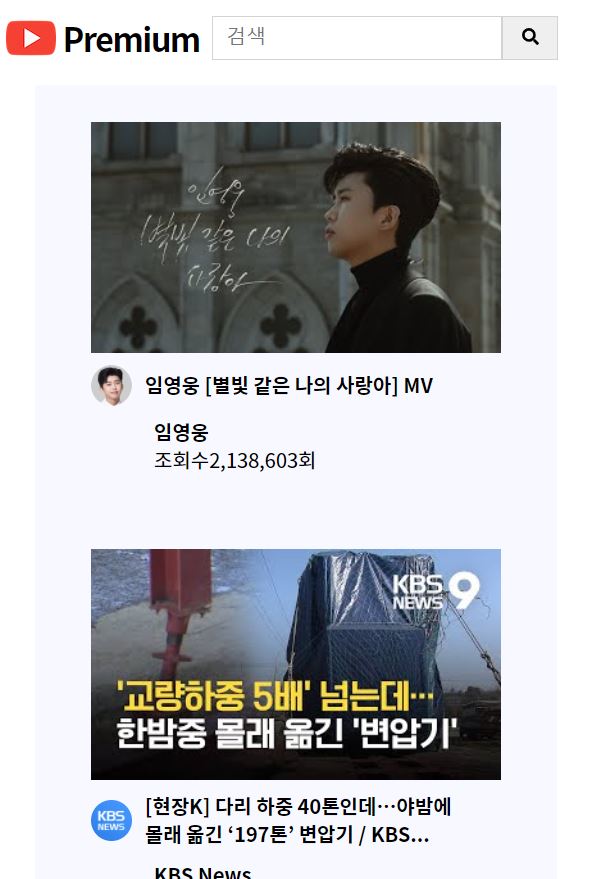 Premium
검색
임영웅
별빛 같은 나의
사랑아
임영웅 [별빛 같은 나의 사랑아] MV
임영웅
조회수2,138,603회
KBS
NEWS 9
'교량하중 5배' 넘는데…
한밤중 몰래 옮긴 '변압기'
KBS
NEWS
[현장K] 다리 하중 40톤인데…야밤에
몰래 옮긴 ‘197톤’ 변압기 / KBS...
KBS News